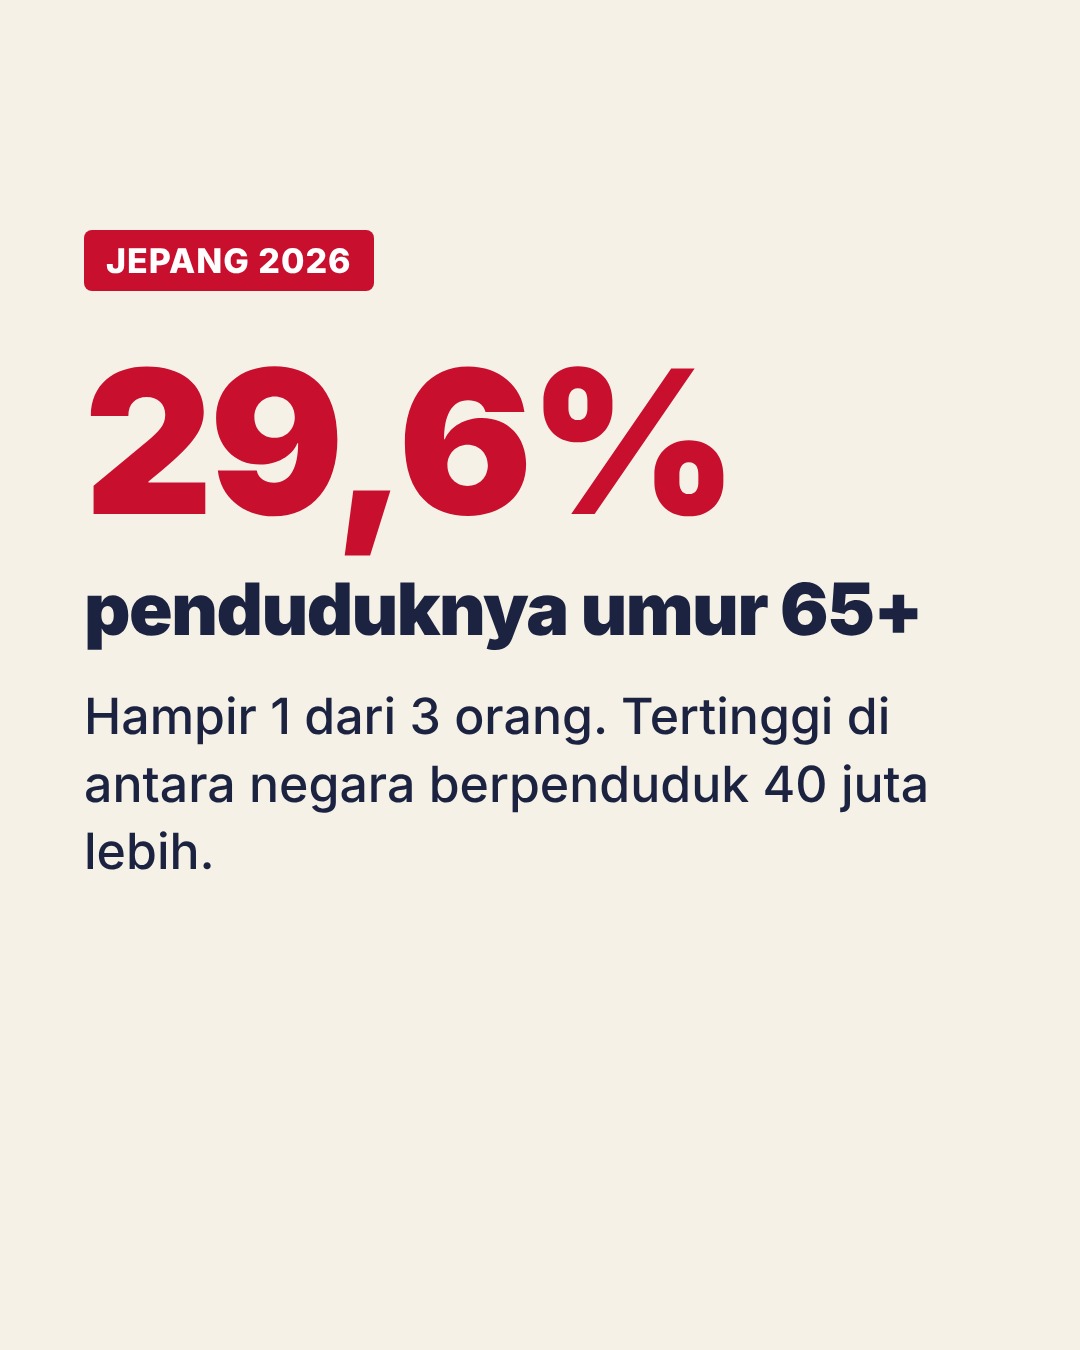 JEPANG 2026
29,6%
penduduknya umur 65+
Hampir 1 dari 3 orang. Tertinggi di
antara negara berpenduduk 40 juta
lebih.